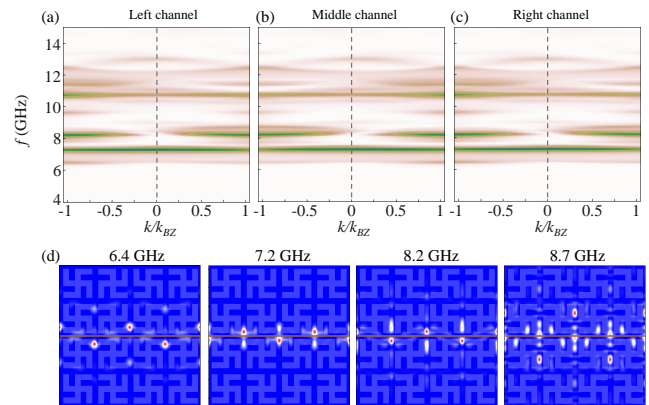 (a) Left channel (b) Middle channel (c) Right channel
14
12
10
8
6
4
f (GHz)
-1 -0.5 0 0.5 1 -1 -0.5 0 0.5 1 -1 -0.5 0 0.5 1
k/kBZ k/kBZ k/kBZ
(d) 6.4 GHz 7.2 GHz 8.2 GHz 8.7 GHz